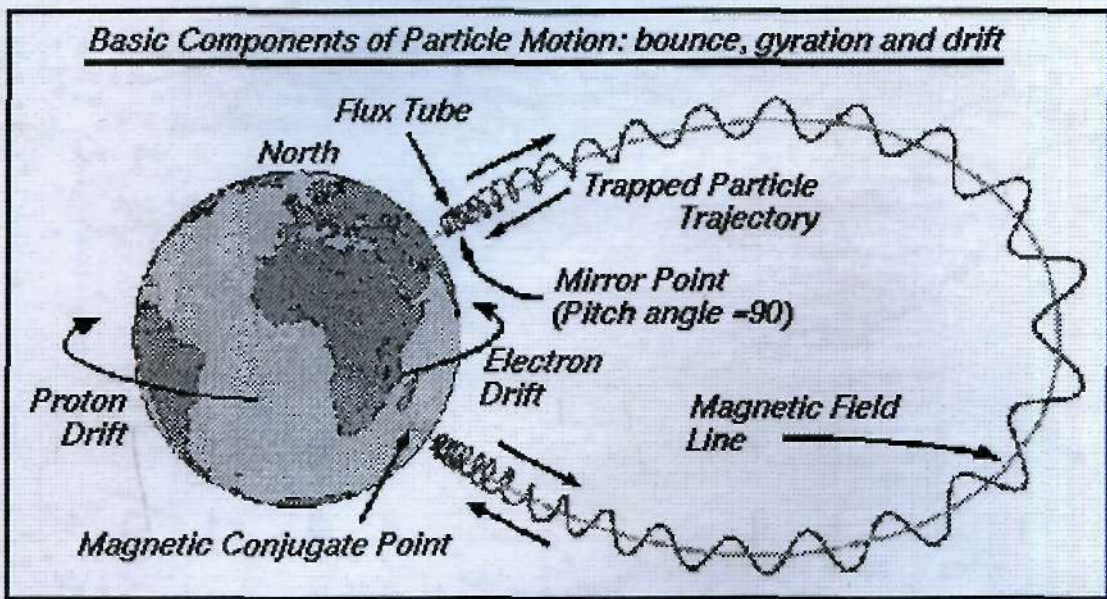 Basic Components of Particle Motion: bounce, gyration and drift
Flux Tube
North
Trapped Particle
Trajectory
Mirror Point
(Pitch angle =90)
Electron
Drift
Proton
Drift
Magnetic Field
Line
Magnetic Conjugate Point